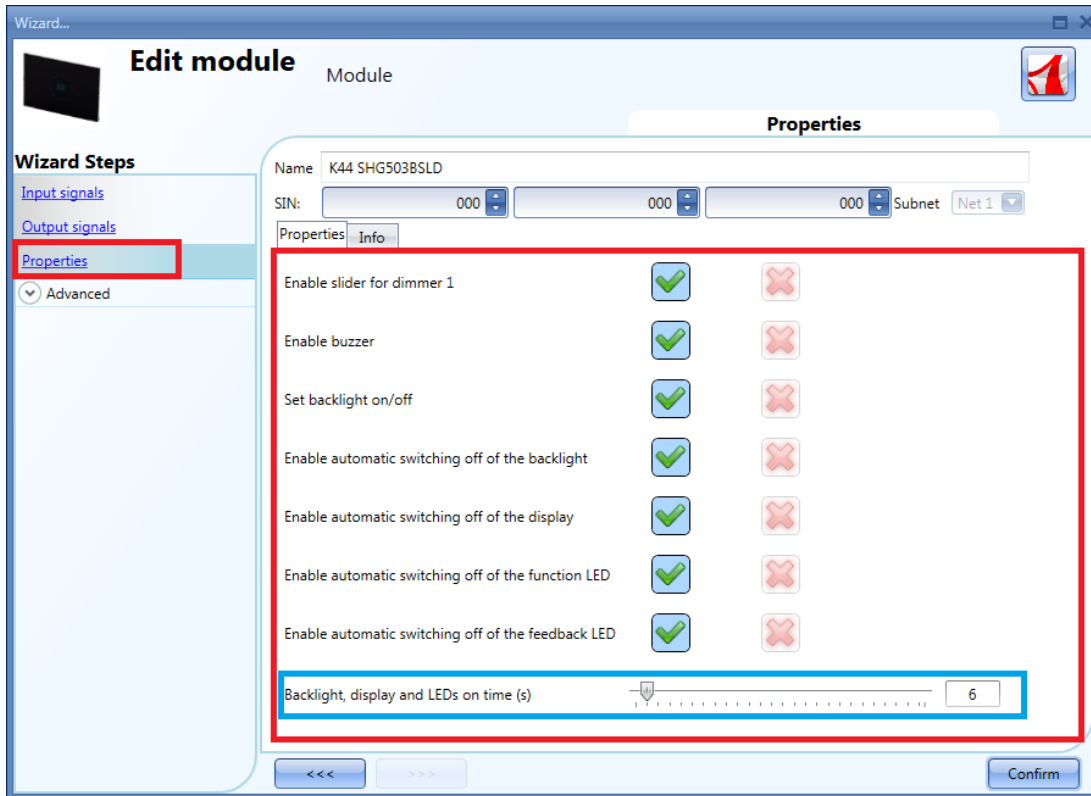 Wizard...
Edit module
Module
Properties
Wizard Steps
Input signals
Output signals
Properties
Advanced
Name K44 SHG503BSLD
SIN: 000 000 000 Subnet Net 1
Properties Info
Enable slider for dimmer 1
Enable buzzer
Set backlight on/off
Enable automatic switching off of the backlight
Enable automatic switching off of the display
Enable automatic switching off of the function LED
Enable automatic switching off of the feedback LED
Backlight, display and LEDs on time (s) 6
<<< >>> Confirm